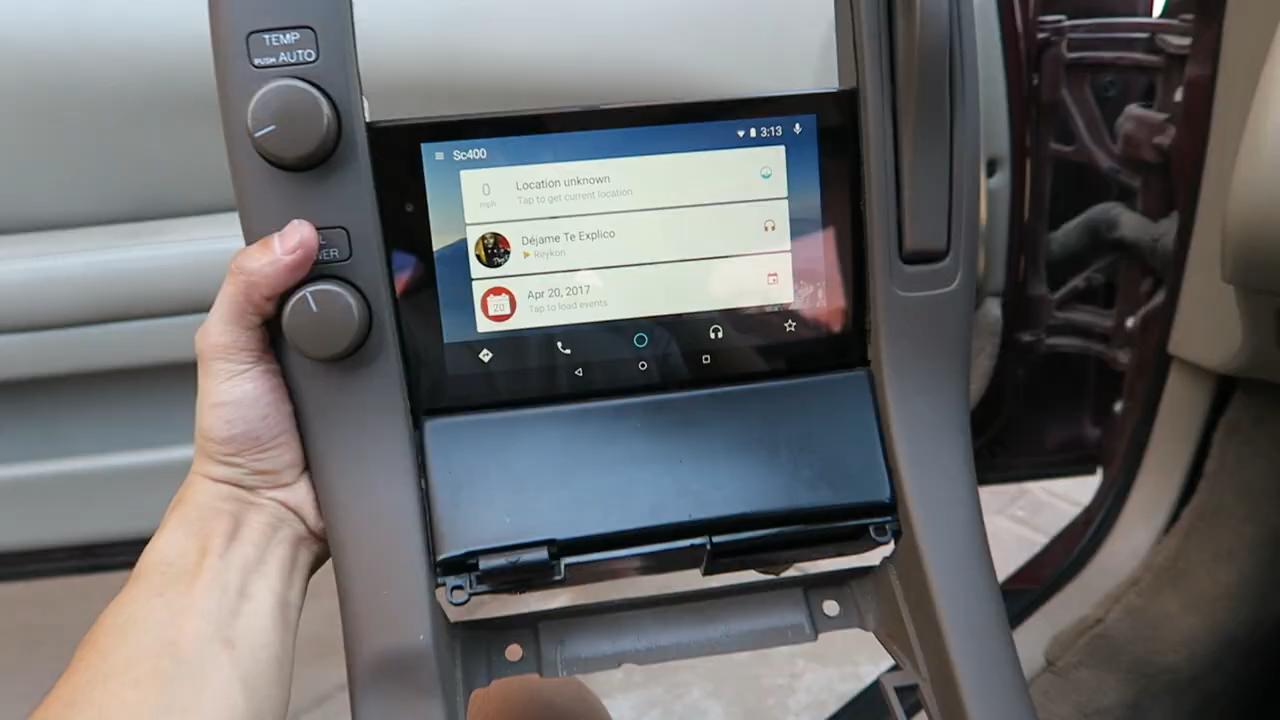 TEMP
PUSH AUTO
3:13
Sc400
0
mph
Location unknown
Tap to get current location
Déjame Te Explico
Reykon
Apr 20, 2017
Tap to load events
20